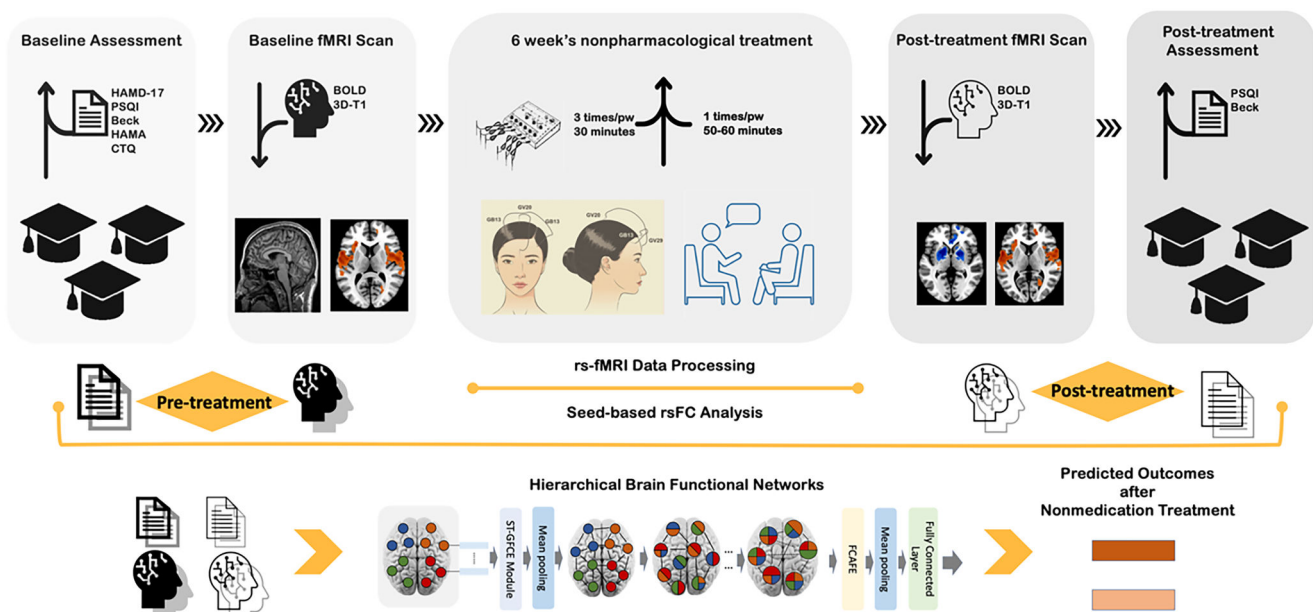 Baseline Assessment
HAMD-17
PSQI
Beck
HAMA
CTQ
Baseline fMRI Scan
BOLD
3D-T1
6 week's nonpharmacological treatment
3 times/pw
30 minutes
1 times/pw
50-60 minutes
GV20
GB13
GB13
GV20
GB13
GV29
Post-treatment fMRI Scan
BOLD
3D-T1
Post-treatment
Assessment
PSQI
Beck
Pre-treatment
rs-fMRI Data Processing
Seed-based rsFC Analysis
Post-treatment
Hierarchical Brain Functional Networks
ST-GFCE
Module
Mean pooling
...
FCAFE
Mean pooling
Fully Connected
Layer
Predicted Outcomes
after
Nonmedication Treatment